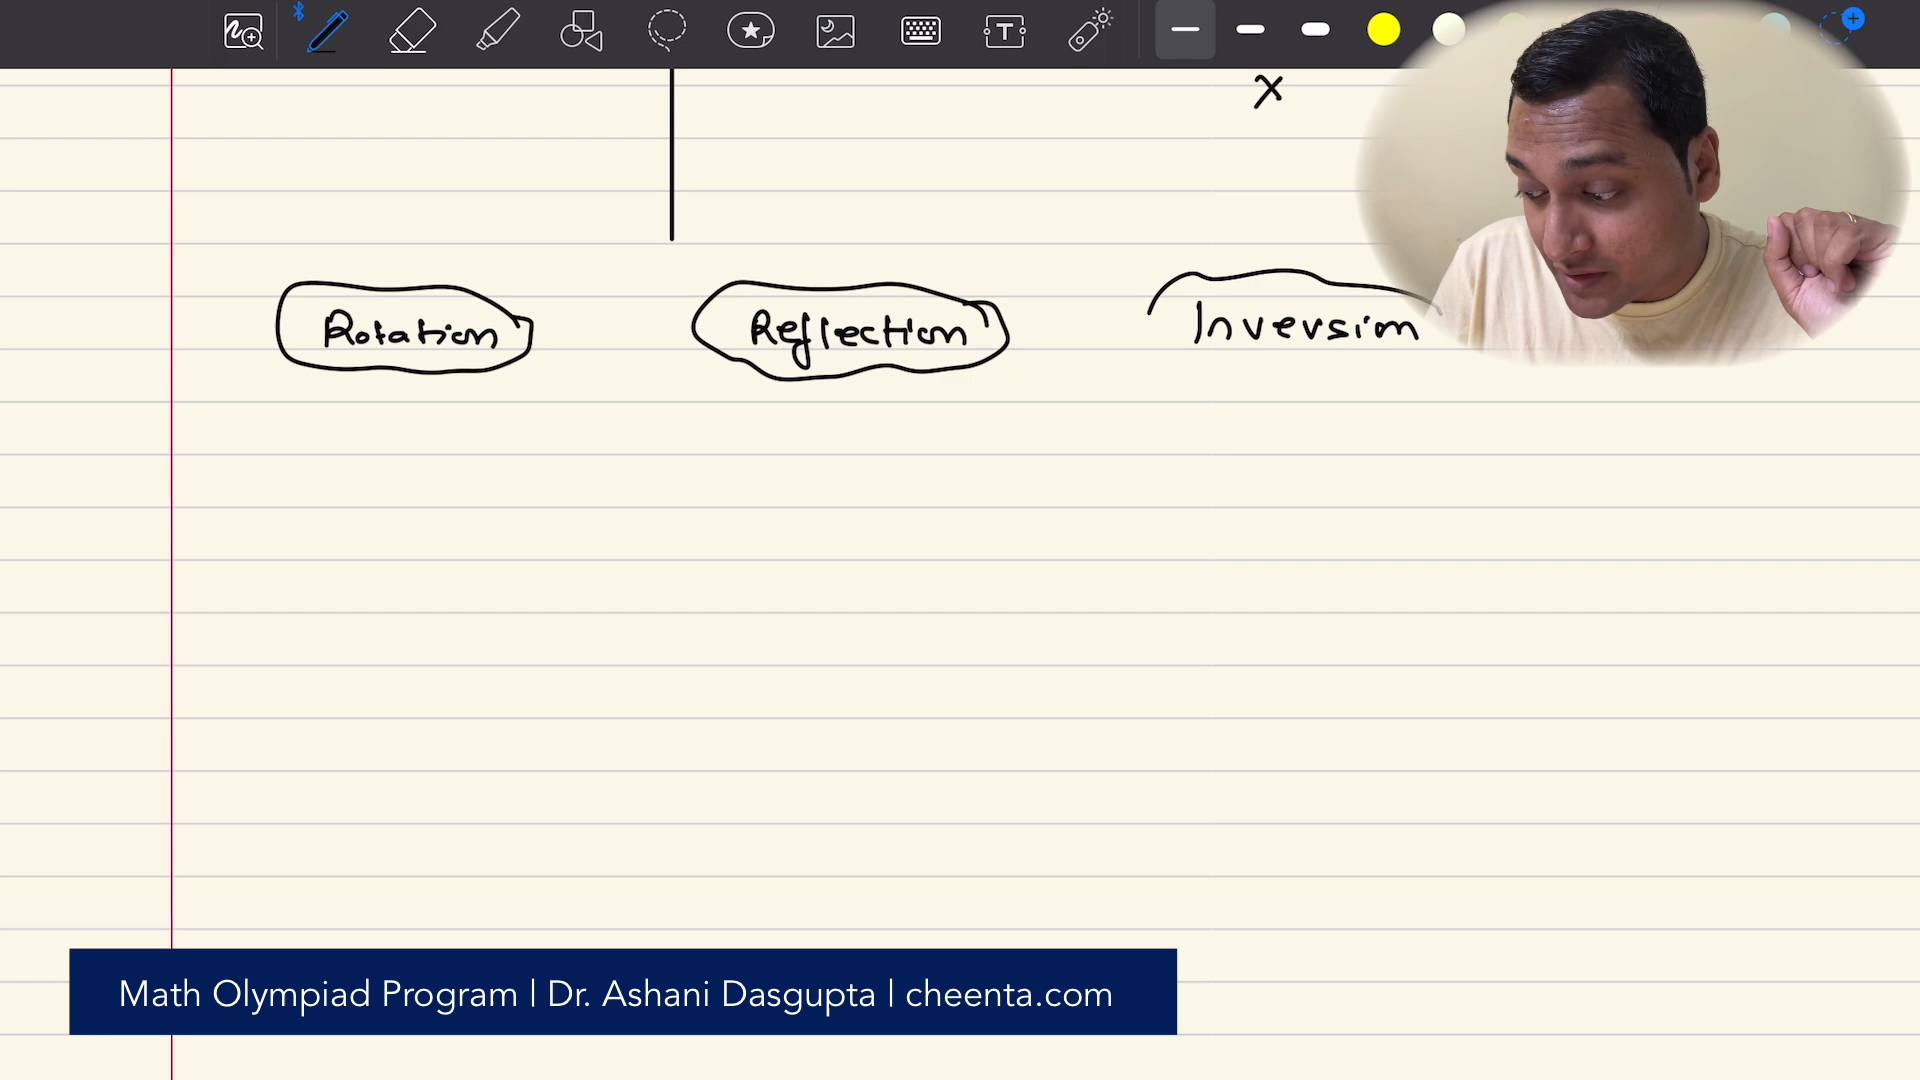 x
Rotation Reflection Inversion
Math Olympiad Program | Dr. Ashani Dasgupta | cheenta.com